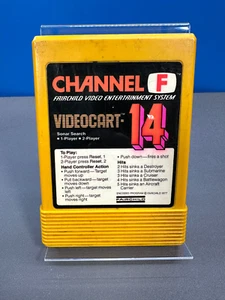 CHANNEL F
FAIRCHILD VIDEO ENTERTAINMENT SYSTEM
VIDEOCART-14
Sonar Search
• 1-Player • 2-Player
To Play:
1-Player press Reset, 1
2-Player press Reset, 2
Hand Controller Action
• Push forward—Target moves up
• Pull backward—target moves down
• Push left—target moves left
• Push right—target moves right
• Push down—fires a shot
Hits
2 Hits sinks a Destroyer
2 Hits sinks a Submarine
3 Hits sinks a Cruiser
4 Hits sinks a Battlewagon
5 Hits sinks an Aircraft Carrier
FAIRCHILD